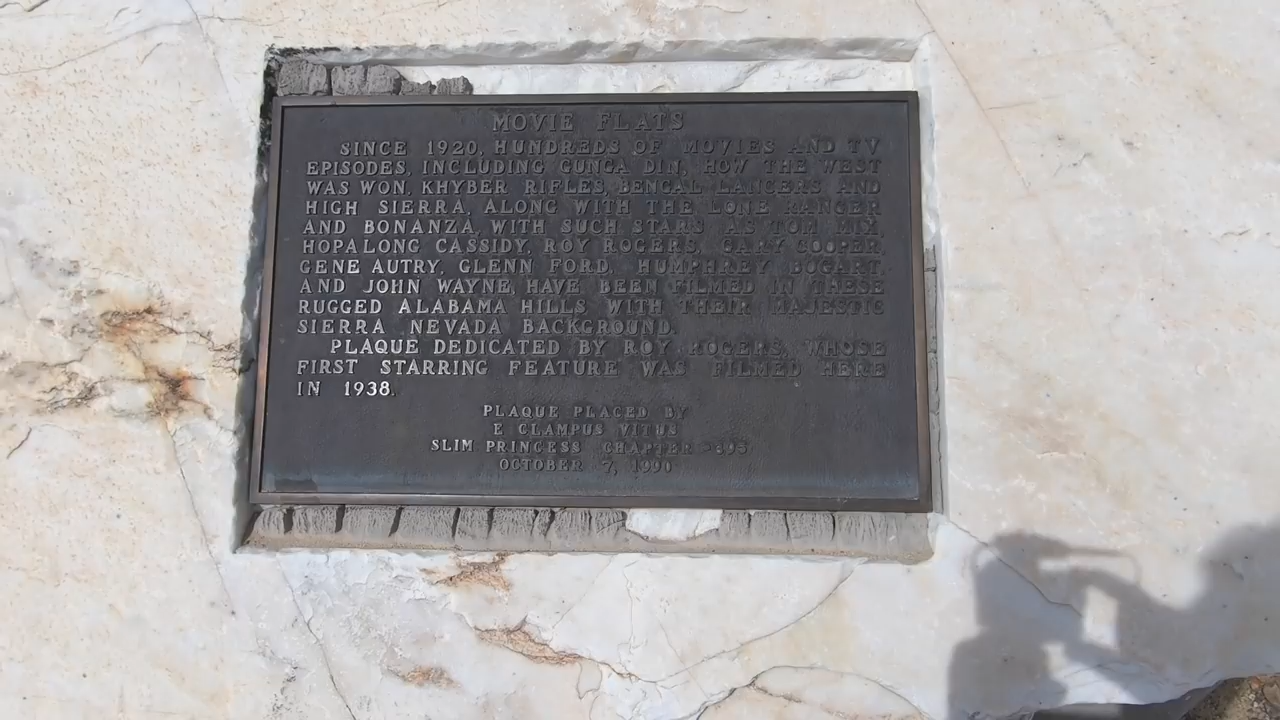 MOVIE FLATS
SINCE 1920, HUNDREDS OF MOVIES AND TV
EPISODES, INCLUDING GUNGA DIN, HOW THE WEST
WAS WON, KHYBER RIFLES, BENGAL LANCERS AND
HIGH SIERRA, ALONG WITH THE LONE RANGER
AND BONANZA, WITH SUCH STARS AS TOM MIX,
HOPALONG CASSIDY, ROY ROGERS, GARY COOPER,
GENE AUTRY, GLENN FORD, HUMPHREY BOGART,
AND JOHN WAYNE, HAVE BEEN FILMED IN THESE
RUGGED ALABAMA HILLS WITH THEIR MAJESTIC
SIERRA NEVADA BACKGROUND.
PLAQUE DEDICATED BY ROY ROGERS, WHOSE
FIRST STARRING FEATURE WAS FILMED HERE
IN 1938.
PLAQUE PLACED BY
E CLAMPUS VITUS
SLIM PRINCESS CHAPTER
OCTOBER 7, 1990